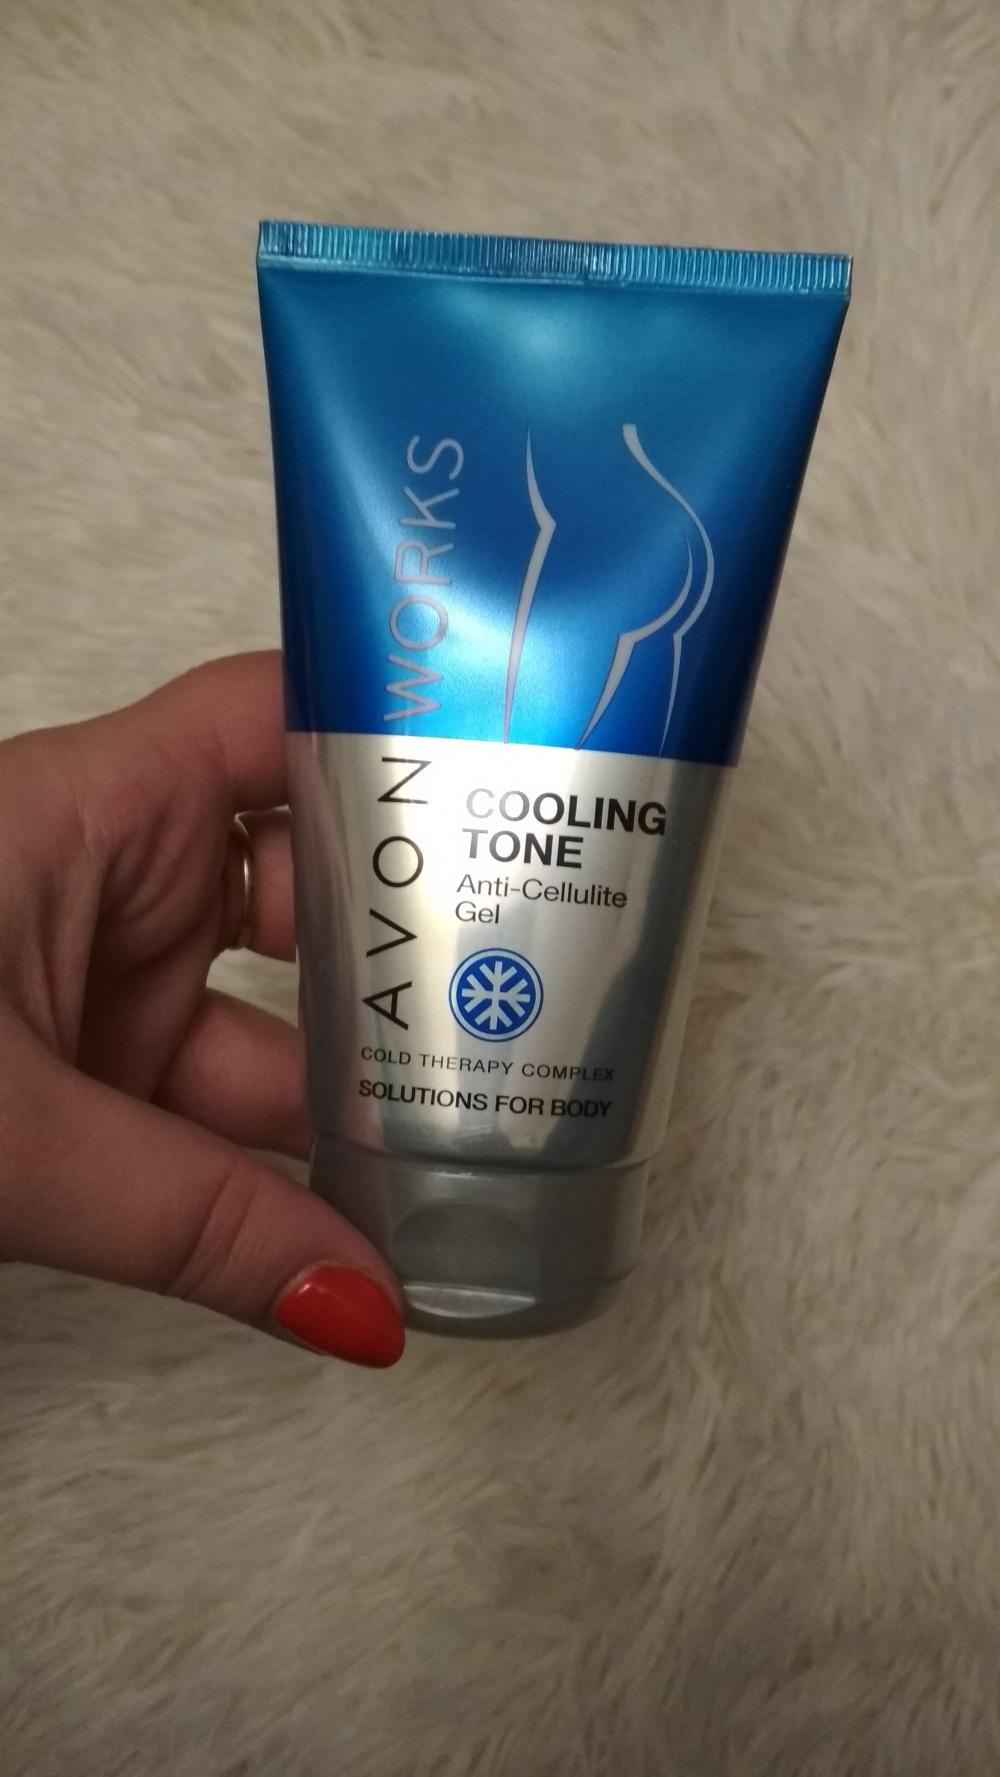 AVON WORKS
COOLING
TONE
Anti-Cellulite
Gel
COLD THERAPY COMPLEX
SOLUTIONS FOR BODY